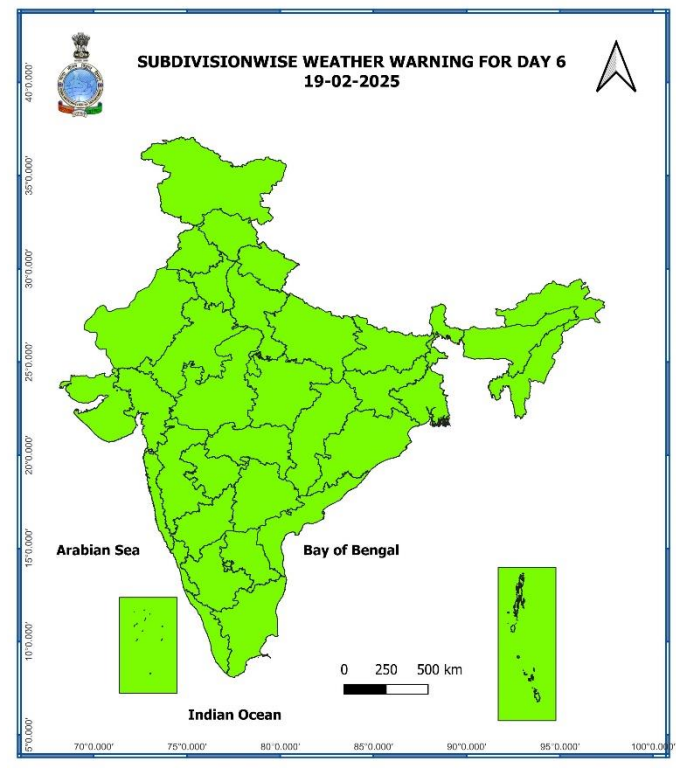 SUBDIVISIONWISE WEATHER WARNING FOR DAY 6
19-02-2025
40°0.000'
35°0.000'
30°0.000'
25°0.000'
20°0.000'
15°0.000'
10°0.000'
5°0.000'
Arabian Sea
Bay of Bengal
0 250 500 km
Indian Ocean
70°0.000' 75°0.000' 80°0.000' 85°0.000' 90°0.000' 95°0.000' 100°0.000'